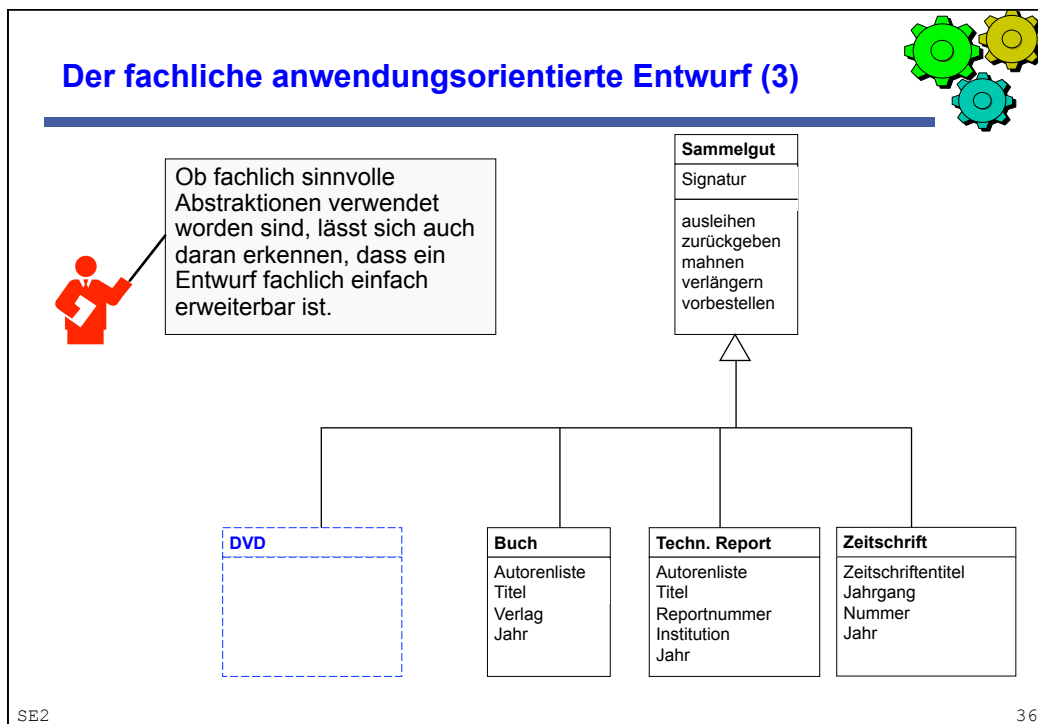 Der fachliche anwendungsorientierte Entwurf (3)
Ob fachlich sinnvolle
Abstraktionen verwendet
worden sind, lässt sich auch
daran erkennen, dass ein
Entwurf fachlich einfach
erweiterbar ist.
Sammelgut
Signatur
ausleihen
zurückgeben
mahnen
verlängern
vorbestellen
DVD
Buch
Autorenliste
Titel
Verlag
Jahr
Techn. Report
Autorenliste
Titel
Reportnummer
Institution
Jahr
Zeitschrift
Zeitschriftentitel
Jahrgang
Nummer
Jahr
SE2
36